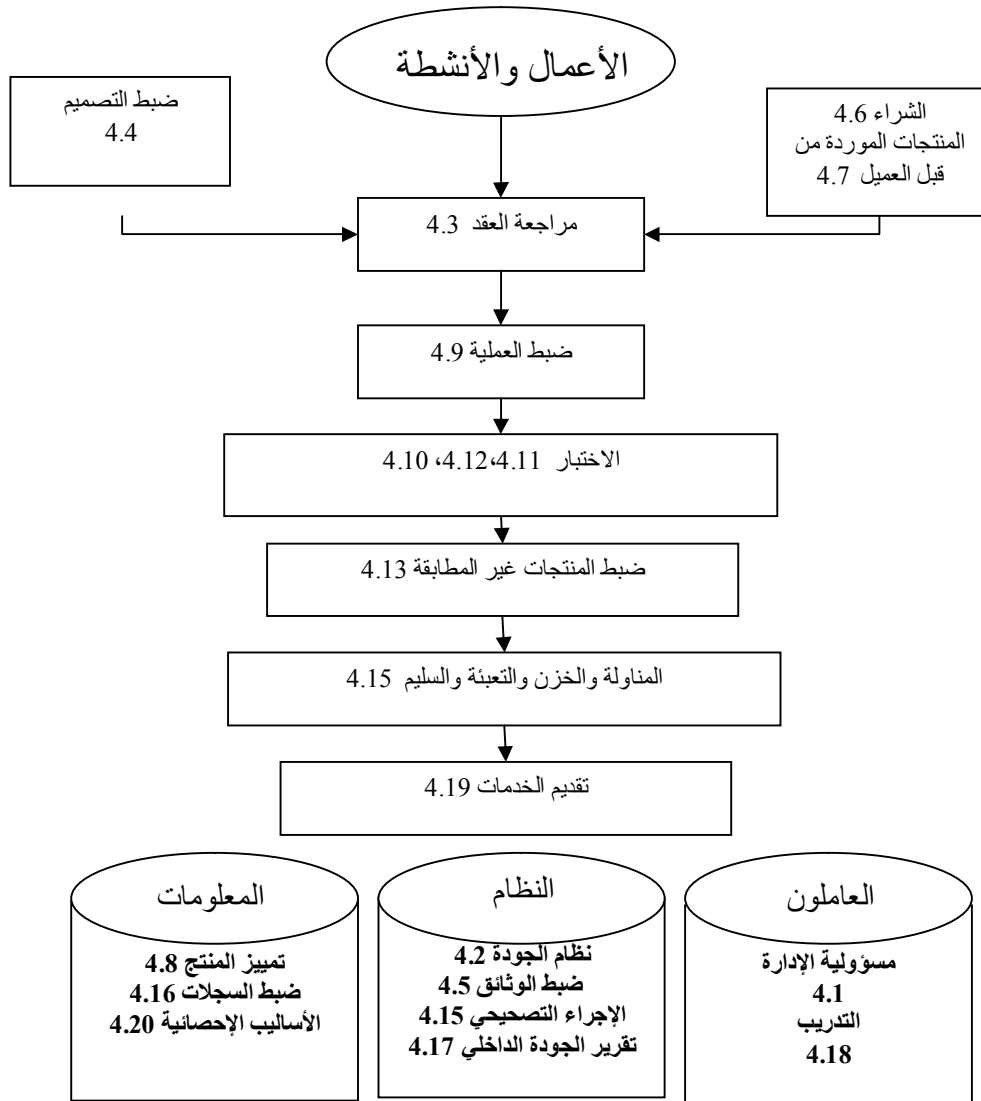 الأعمال والأنشطة
الشراء 4.6
المنتجات الموردة من
قبل العميل 4.7
ضبط التصميم
4.4
مراجعة العقد 4.3
ضبط العملية 4.9
الاختبار 4.11،4.12، 4.10
ضبط المنتجات غير المطابقة 4.13
المناولة والخزن والتعبئة والسليم 4.15
تقديم الخدمات 4.19
العاملون
مسؤولية الإدارة
4.1
التدريب
4.18
النظام
نظام الجودة 4.2
ضبط الوثائق 4.5
الإجراء التصحيحي 4.15
تقرير الجودة الداخلي 4.17
المعلومات
تمييز المنتج 4.8
ضبط السجلات 4.16
الأساليب الإحصائية 4.20